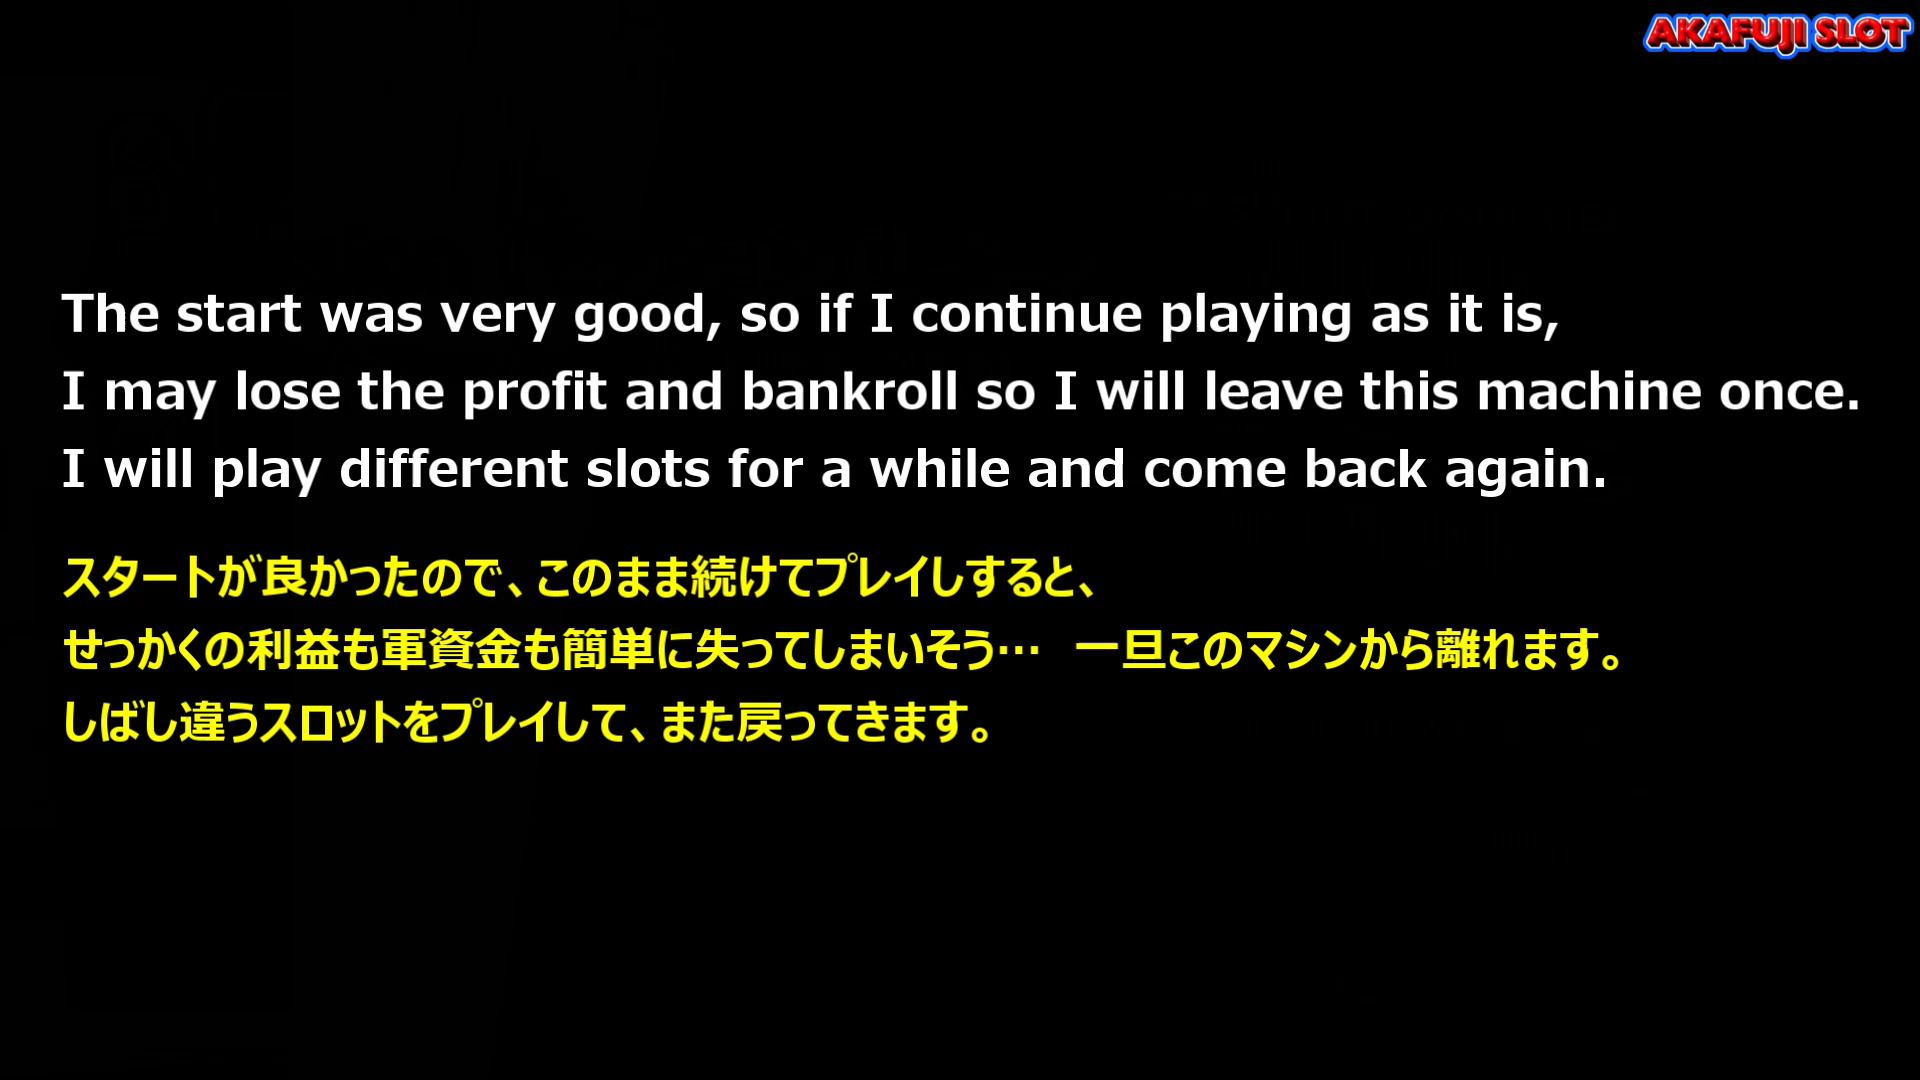 AKAFUJI SLOT
The start was very good, so if I continue playing as it is,
I may lose the profit and bankroll so I will leave this machine once.
I will play different slots for a while and come back again.
スタートが良かったので、このまま続けてプレイしすると、
せっかくの利益も軍資金も簡単に失ってしまいそう…　一旦このマシンから離れます。
しばし違うスロットをプレイして、また戻ってきます。